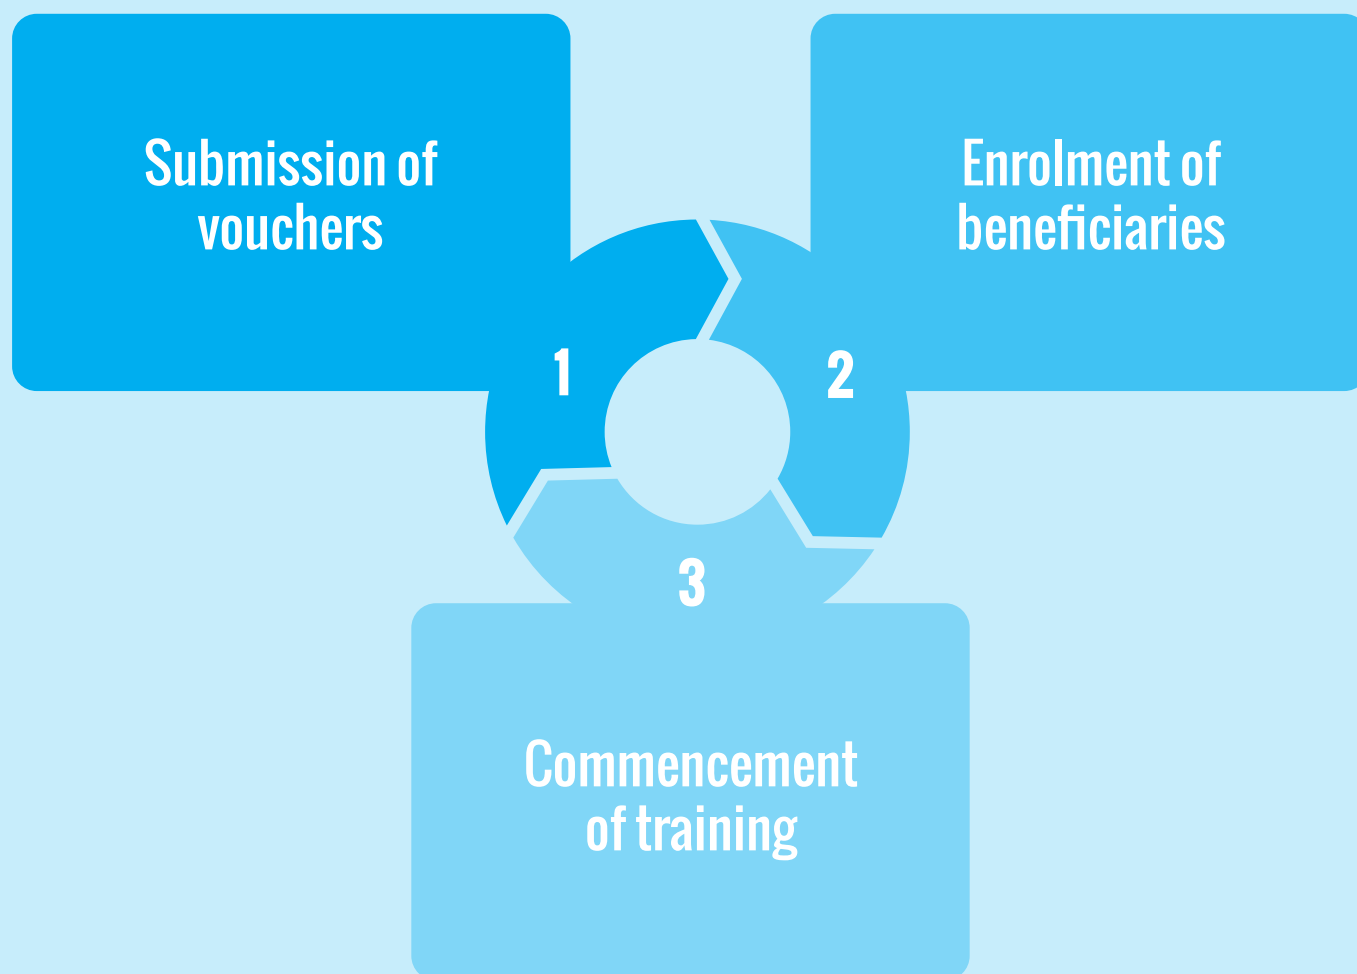 Submission of
vouchers
1
Enrolment of
beneficiaries
2
3
Commencement
of training